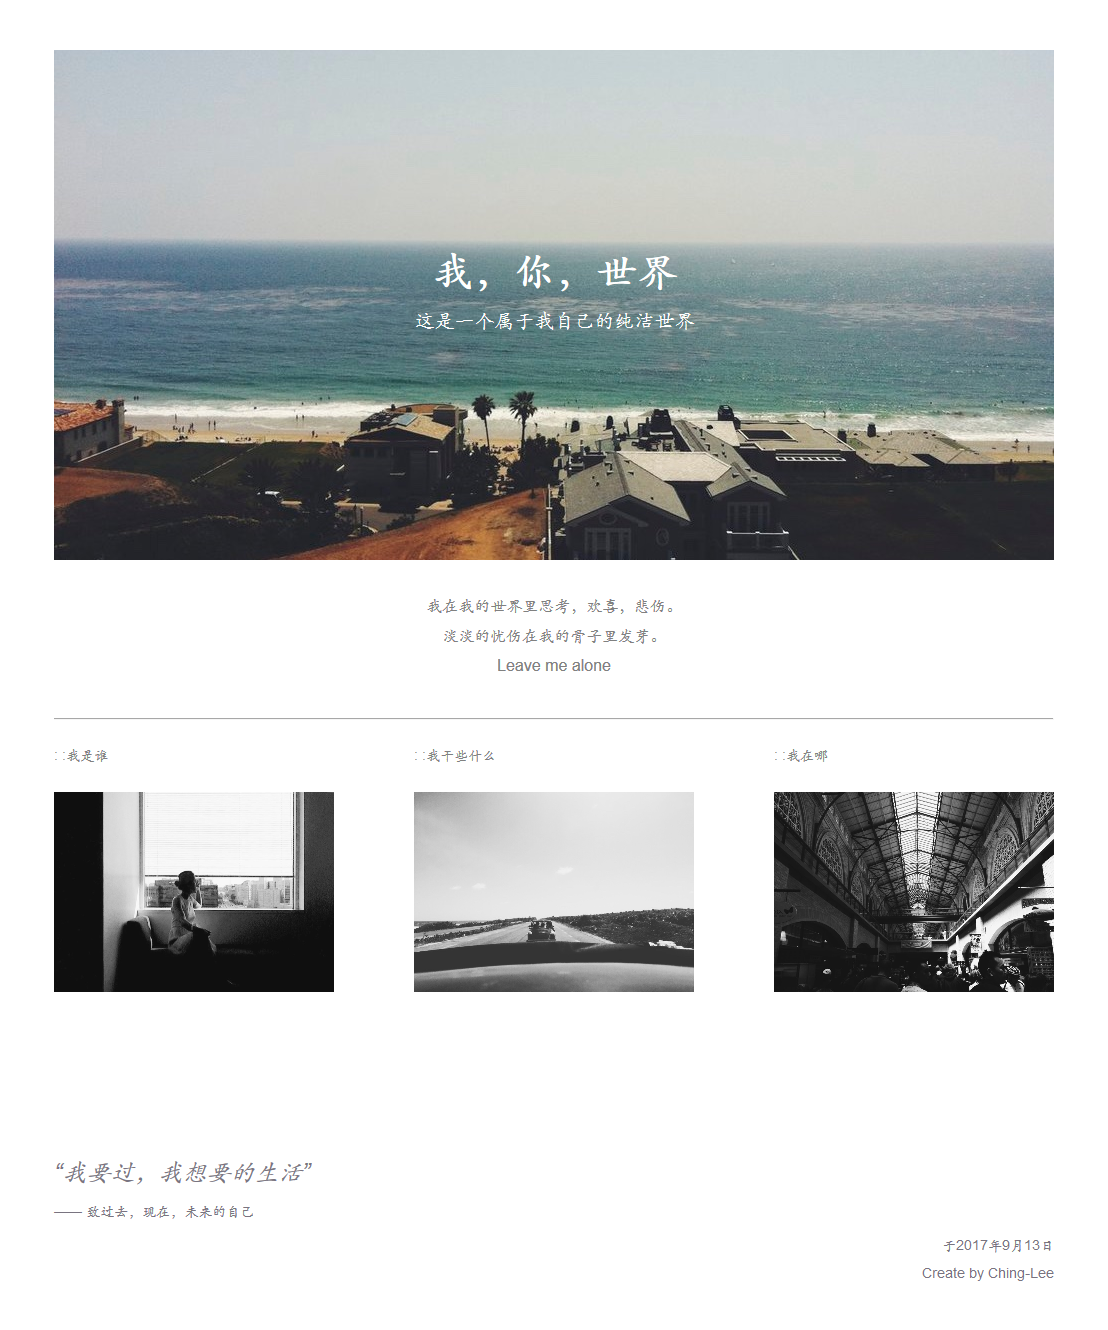 我，你，世界
这是一个属于我自己的纯洁世界
我在我的世界里思考，欢喜，悲伤。
淡淡的忧伤在我的骨子里发芽。
Leave me alone
: :我是谁
: :我干些什么
: :我在哪
“我要过，我想要的生活”
—— 致过去，现在，未来的自己
于2017年9月13日
Create by Ching-Lee